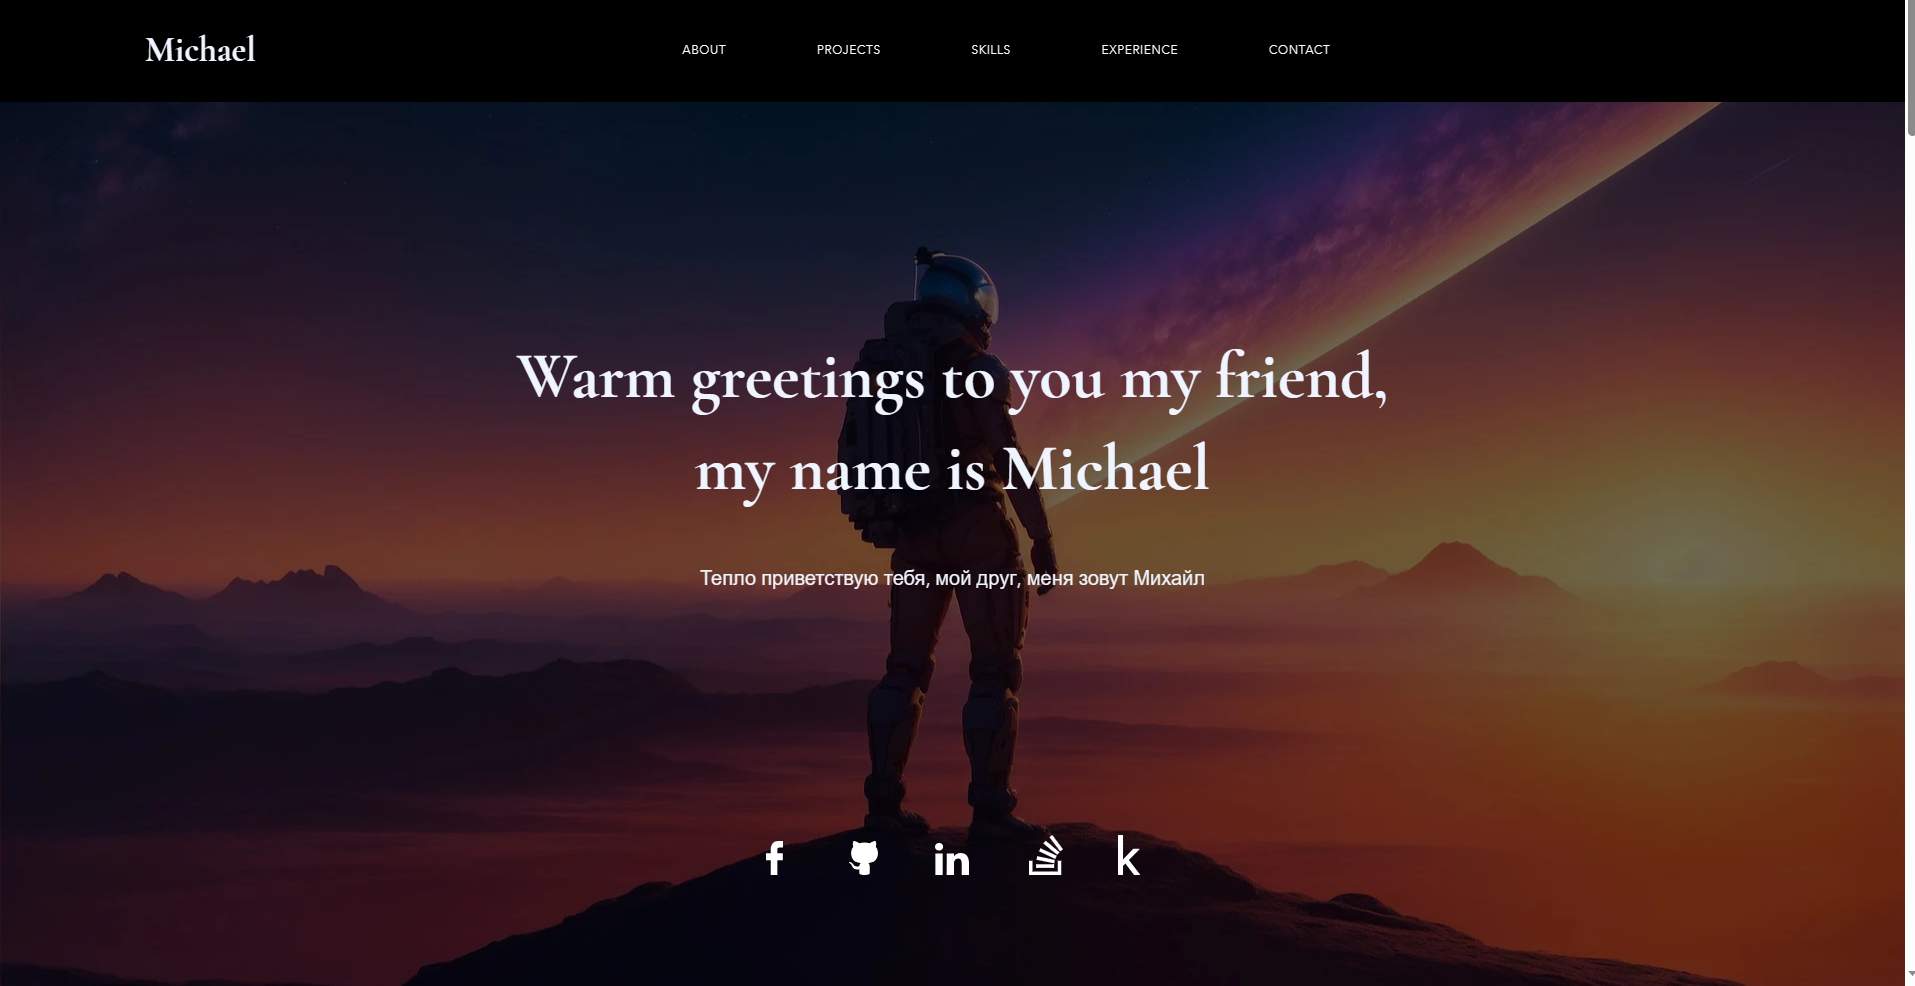 Michael
ABOUT
PROJECTS
SKILLS
EXPERIENCE
CONTACT
Warm greetings to you my friend,
my name is Michael
Тепло приветствую тебя, мой друг, меня зовут Михайл